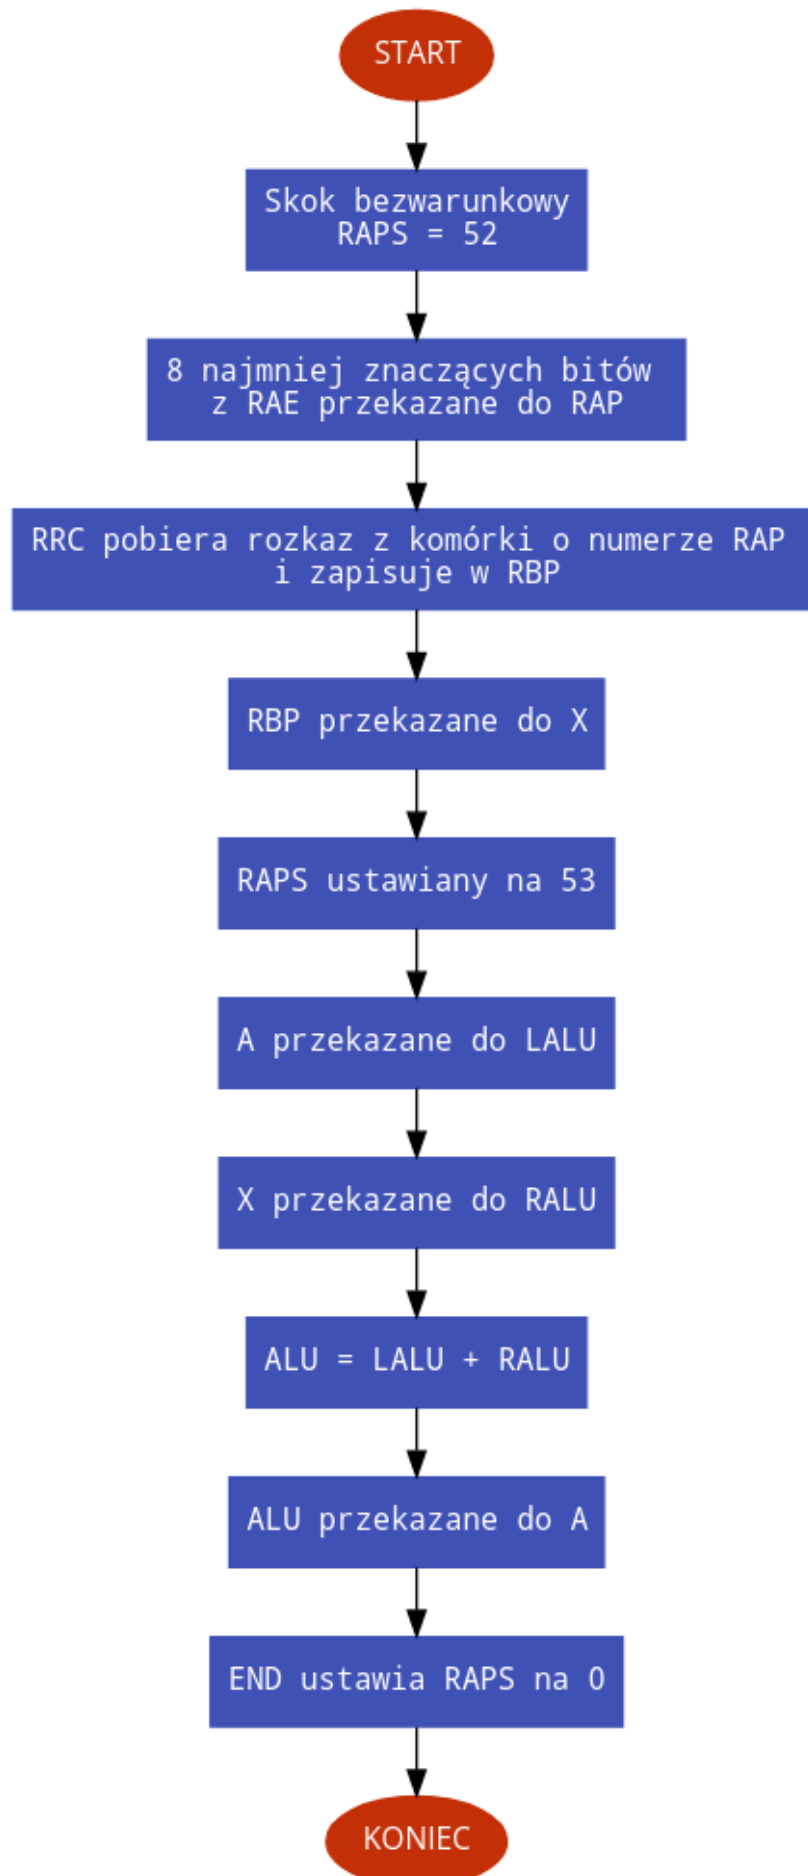 START
Skok bezwarunkowy
RAPS = 52
8 najmniej znaczących bitów
z RAE przekazane do RAP
RRC pobiera rozkaz z komórki o numerze RAP
i zapisuje w RBP
RBP przekazane do X
RAPS ustawiany na 53
A przekazane do LALU
X przekazane do RALU
ALU = LALU + RALU
ALU przekazane do A
END ustawia RAPS na 0
KONIEC